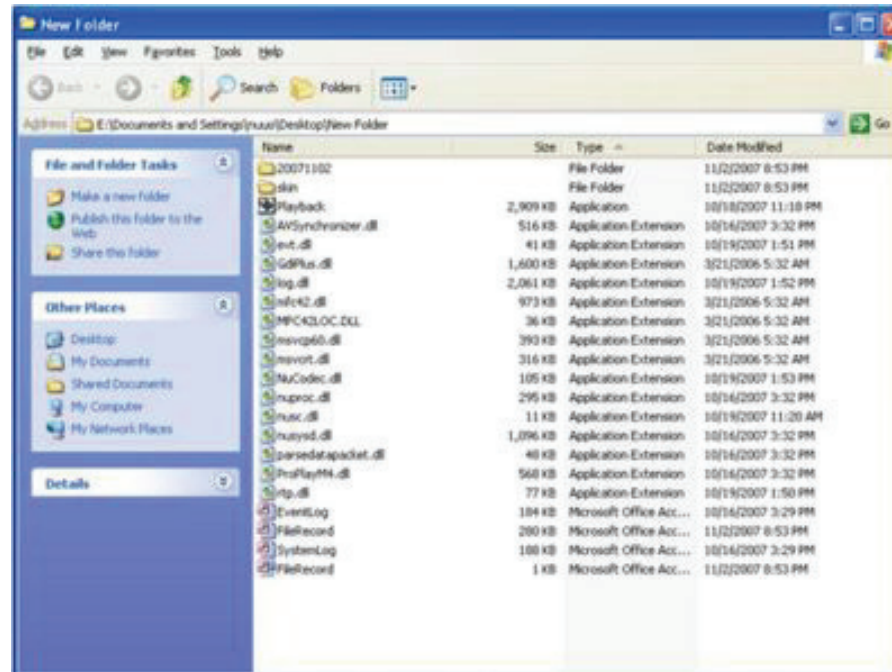 New Folder
File Edit View Favorites Tools Help
Back Search Folders
Address E:\Documents and Settings\nuuo\Desktop\New Folder Go
File and Folder Tasks
Make a new folder
Publish this folder to the Web
Share this folder
Other Places
Desktop
My Documents
Shared Documents
My Computer
My Network Places
Details
Name Size Type Date Modified
20071102 File Folder 11/2/2007 8:53 PM
skin File Folder 11/2/2007 8:53 PM
Playback 2,909 KB Application 10/18/2007 11:18 PM
AVSynchronizer.dll 516 KB Application Extension 10/16/2007 3:32 PM
evt.dll 41 KB Application Extension 10/19/2007 1:51 PM
GdiPlus.dll 1,600 KB Application Extension 3/21/2006 5:32 AM
log.dll 2,061 KB Application Extension 10/19/2007 1:52 PM
mfc42.dll 973 KB Application Extension 3/21/2006 5:32 AM
MFC42LOC.DLL 36 KB Application Extension 3/21/2006 5:32 AM
msvcp60.dll 393 KB Application Extension 3/21/2006 5:32 AM
msvcrt.dll 316 KB Application Extension 3/21/2006 5:32 AM
NuCodec.dll 105 KB Application Extension 10/19/2007 1:53 PM
nuproc.dll 295 KB Application Extension 10/16/2007 3:32 PM
nusc.dll 11 KB Application Extension 10/19/2007 11:20 AM
nusysd.dll 1,096 KB Application Extension 10/16/2007 3:32 PM
parsedatapacket.dll 48 KB Application Extension 10/16/2007 3:32 PM
ProPlayM4.dll 568 KB Application Extension 10/16/2007 3:32 PM
rtp.dll 77 KB Application Extension 10/19/2007 1:50 PM
EventLog 184 KB Microsoft Office Acc... 10/16/2007 3:29 PM
FileRecord 280 KB Microsoft Office Acc... 11/2/2007 8:53 PM
SystemLog 188 KB Microsoft Office Acc... 10/16/2007 3:29 PM
FileRecord 1 KB Microsoft Office Acc... 11/2/2007 8:53 PM